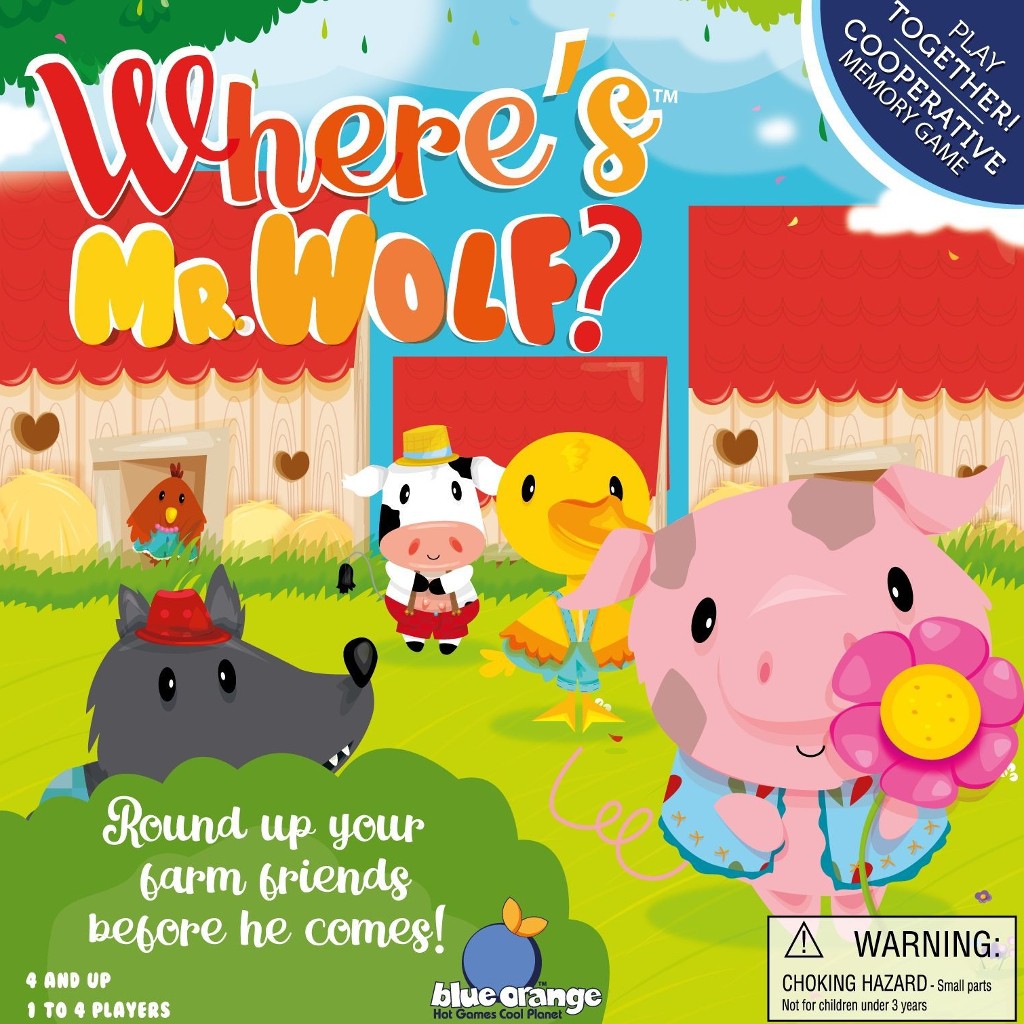 Where's™
MR. WOLF?
PLAY
TOGETHER!
COOPERATIVE
MEMORY GAME
Round up your
farm friends
before he comes!
4 AND UP
1 TO 4 PLAYERS
blue orange™
Hot Games Cool Planet
WARNING:
CHOKING HAZARD - Small parts
Not for children under 3 years